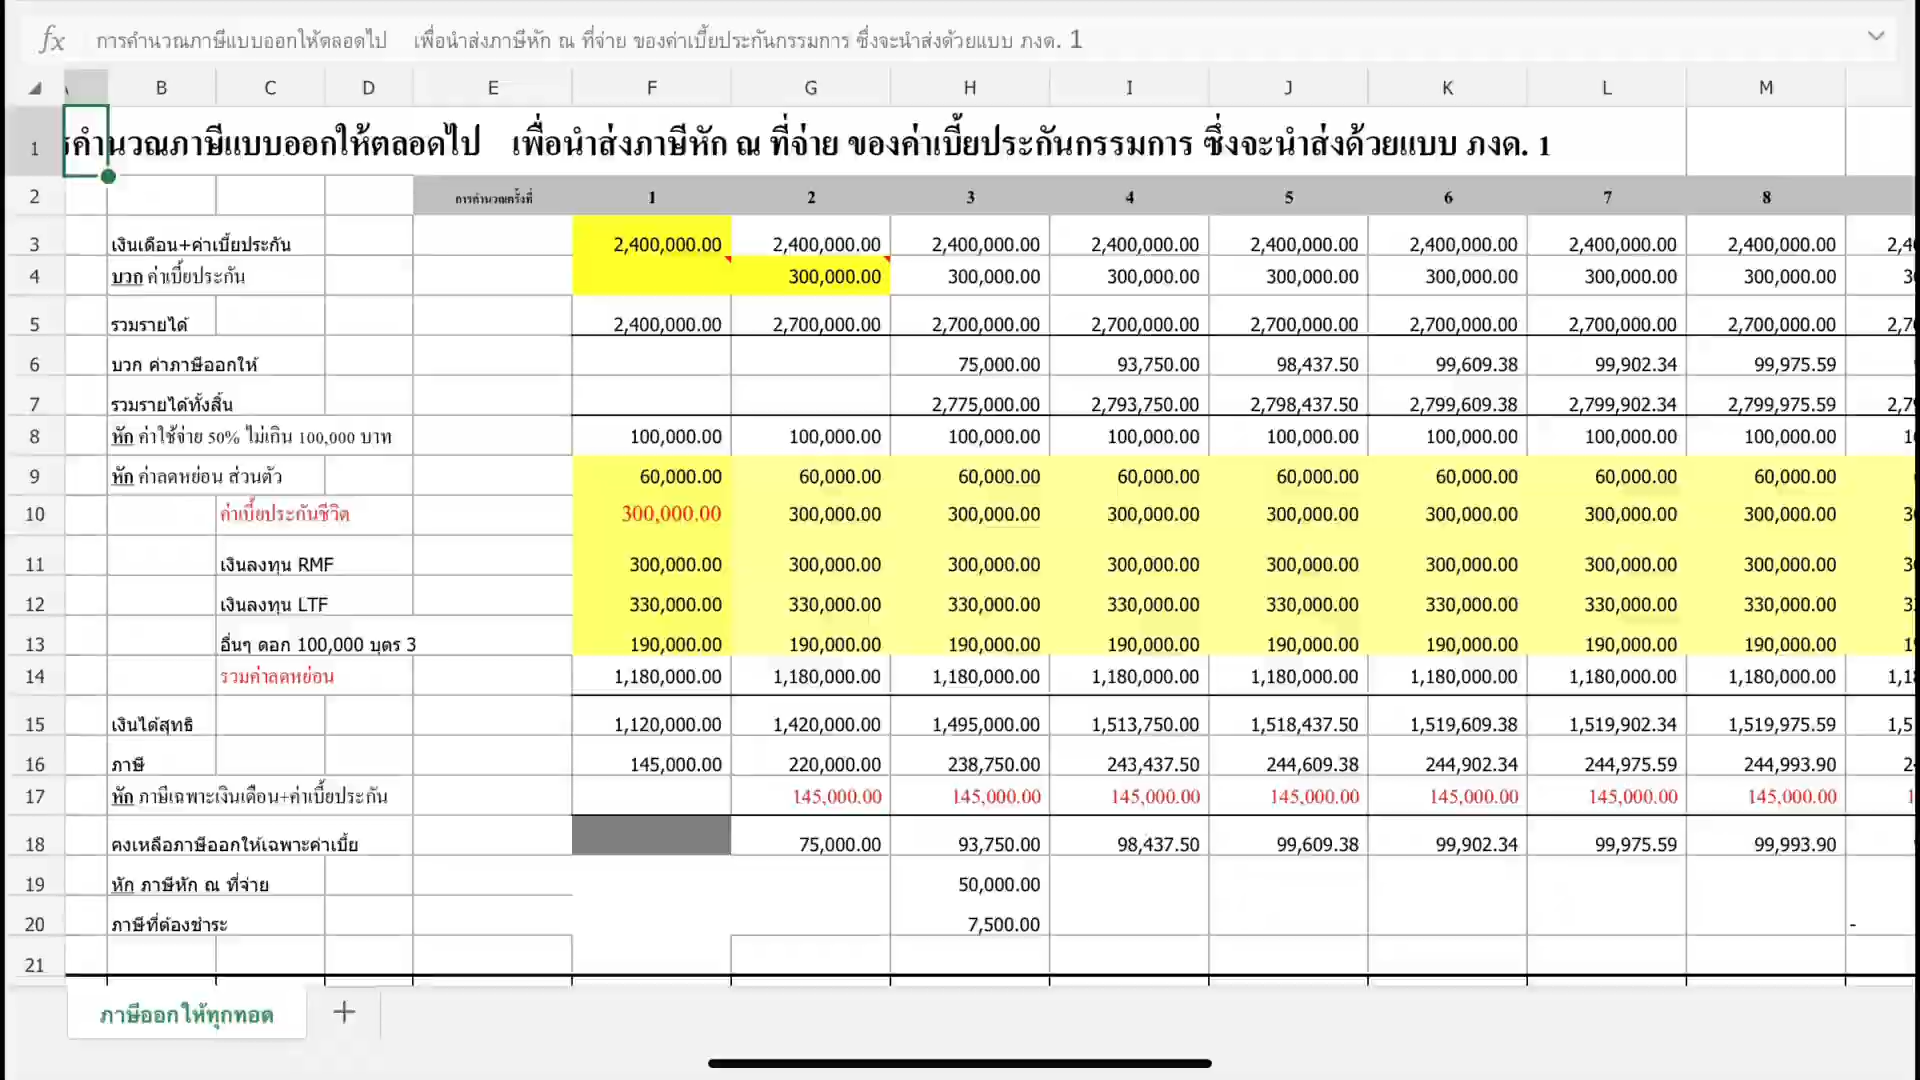 fx การคำนวณภาษีแบบออกให้ตลอดไป เพื่อนำส่งภาษีหัก ณ ที่จ่าย ของค่าเบี้ยประกันกรรมการ ซึ่งจะนำส่งด้วยแบบ ภงด. 1
B C D E F G H I J K L M
1 รคำนวณภาษีแบบออกให้ตลอดไป เพื่อนำส่งภาษีหัก ณ ที่จ่าย ของค่าเบี้ยประกันกรรมการ ซึ่งจะนำส่งด้วยแบบ ภงด. 1
2 การคำนวณครั้งที่ 1 2 3 4 5 6 7 8
3 เงินเดือน+ค่าเบี้ยประกัน 2,400,000.00 2,400,000.00 2,400,000.00 2,400,000.00 2,400,000.00 2,400,000.00 2,400,000.00 2,400,000.00 2,4
4 บวก ค่าเบี้ยประกัน 300,000.00 300,000.00 300,000.00 300,000.00 300,000.00 300,000.00 300,000.00 3
5 รวมรายได้ 2,400,000.00 2,700,000.00 2,700,000.00 2,700,000.00 2,700,000.00 2,700,000.00 2,700,000.00 2,700,000.00 2,7
6 บวก ค่าภาษีออกให้ 75,000.00 93,750.00 98,437.50 99,609.38 99,902.34 99,975.59
7 รวมรายได้ทั้งสิ้น 2,775,000.00 2,793,750.00 2,798,437.50 2,799,609.38 2,799,902.34 2,799,975.59 2,7
8 หัก ค่าใช้จ่าย 50% ไม่เกิน 100,000 บาท 100,000.00 100,000.00 100,000.00 100,000.00 100,000.00 100,000.00 100,000.00 100,000.00 1
9 หัก ค่าลดหย่อน ส่วนตัว 60,000.00 60,000.00 60,000.00 60,000.00 60,000.00 60,000.00 60,000.00 60,000.00
10 ค่าเบี้ยประกันชีวิต 300,000.00 300,000.00 300,000.00 300,000.00 300,000.00 300,000.00 300,000.00 300,000.00 3
11 เงินลงทุน RMF 300,000.00 300,000.00 300,000.00 300,000.00 300,000.00 300,000.00 300,000.00 300,000.00 3
12 เงินลงทุน LTF 330,000.00 330,000.00 330,000.00 330,000.00 330,000.00 330,000.00 330,000.00 330,000.00 3
13 อื่นๆ ดอก 100,000 บุตร 3 190,000.00 190,000.00 190,000.00 190,000.00 190,000.00 190,000.00 190,000.00 190,000.00 1
14 รวมค่าลดหย่อน 1,180,000.00 1,180,000.00 1,180,000.00 1,180,000.00 1,180,000.00 1,180,000.00 1,180,000.00 1,180,000.00 1,1
15 เงินได้สุทธิ 1,120,000.00 1,420,000.00 1,495,000.00 1,513,750.00 1,518,437.50 1,519,609.38 1,519,902.34 1,519,975.59 1,5
16 ภาษี 145,000.00 220,000.00 238,750.00 243,437.50 244,609.38 244,902.34 244,975.59 244,993.90 2
17 หัก ภาษีเฉพาะเงินเดือน+ค่าเบี้ยประกัน 145,000.00 145,000.00 145,000.00 145,000.00 145,000.00 145,000.00 145,000.00 1
18 คงเหลือภาษีออกให้เฉพาะค่าเบี้ย 75,000.00 93,750.00 98,437.50 99,609.38 99,902.34 99,975.59 99,993.90
19 หัก ภาษีหัก ณ ที่จ่าย 50,000.00
20 ภาษีที่ต้องชำระ 7,500.00 -
21
ภาษีออกให้ทุกทอด +